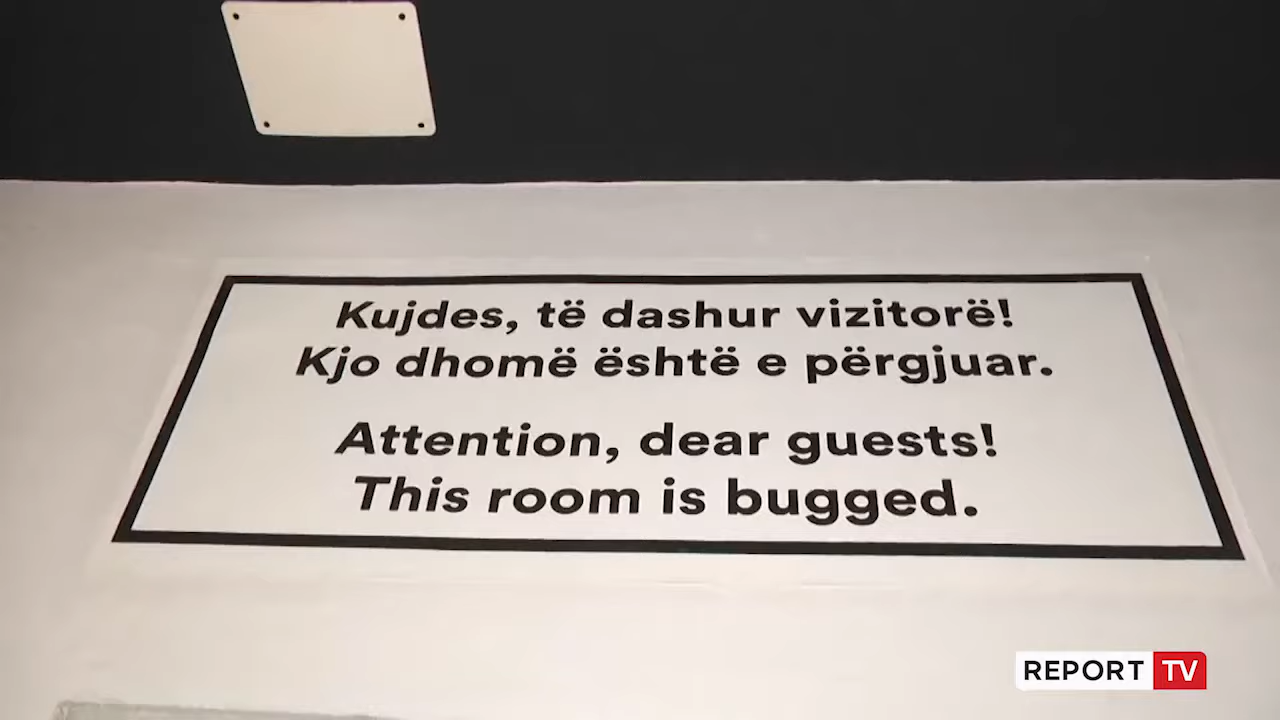 Kujdes, të dashur vizitorë!
Kjo dhomë është e përgjuar.
Attention, dear guests!
This room is bugged.
REPORT TV